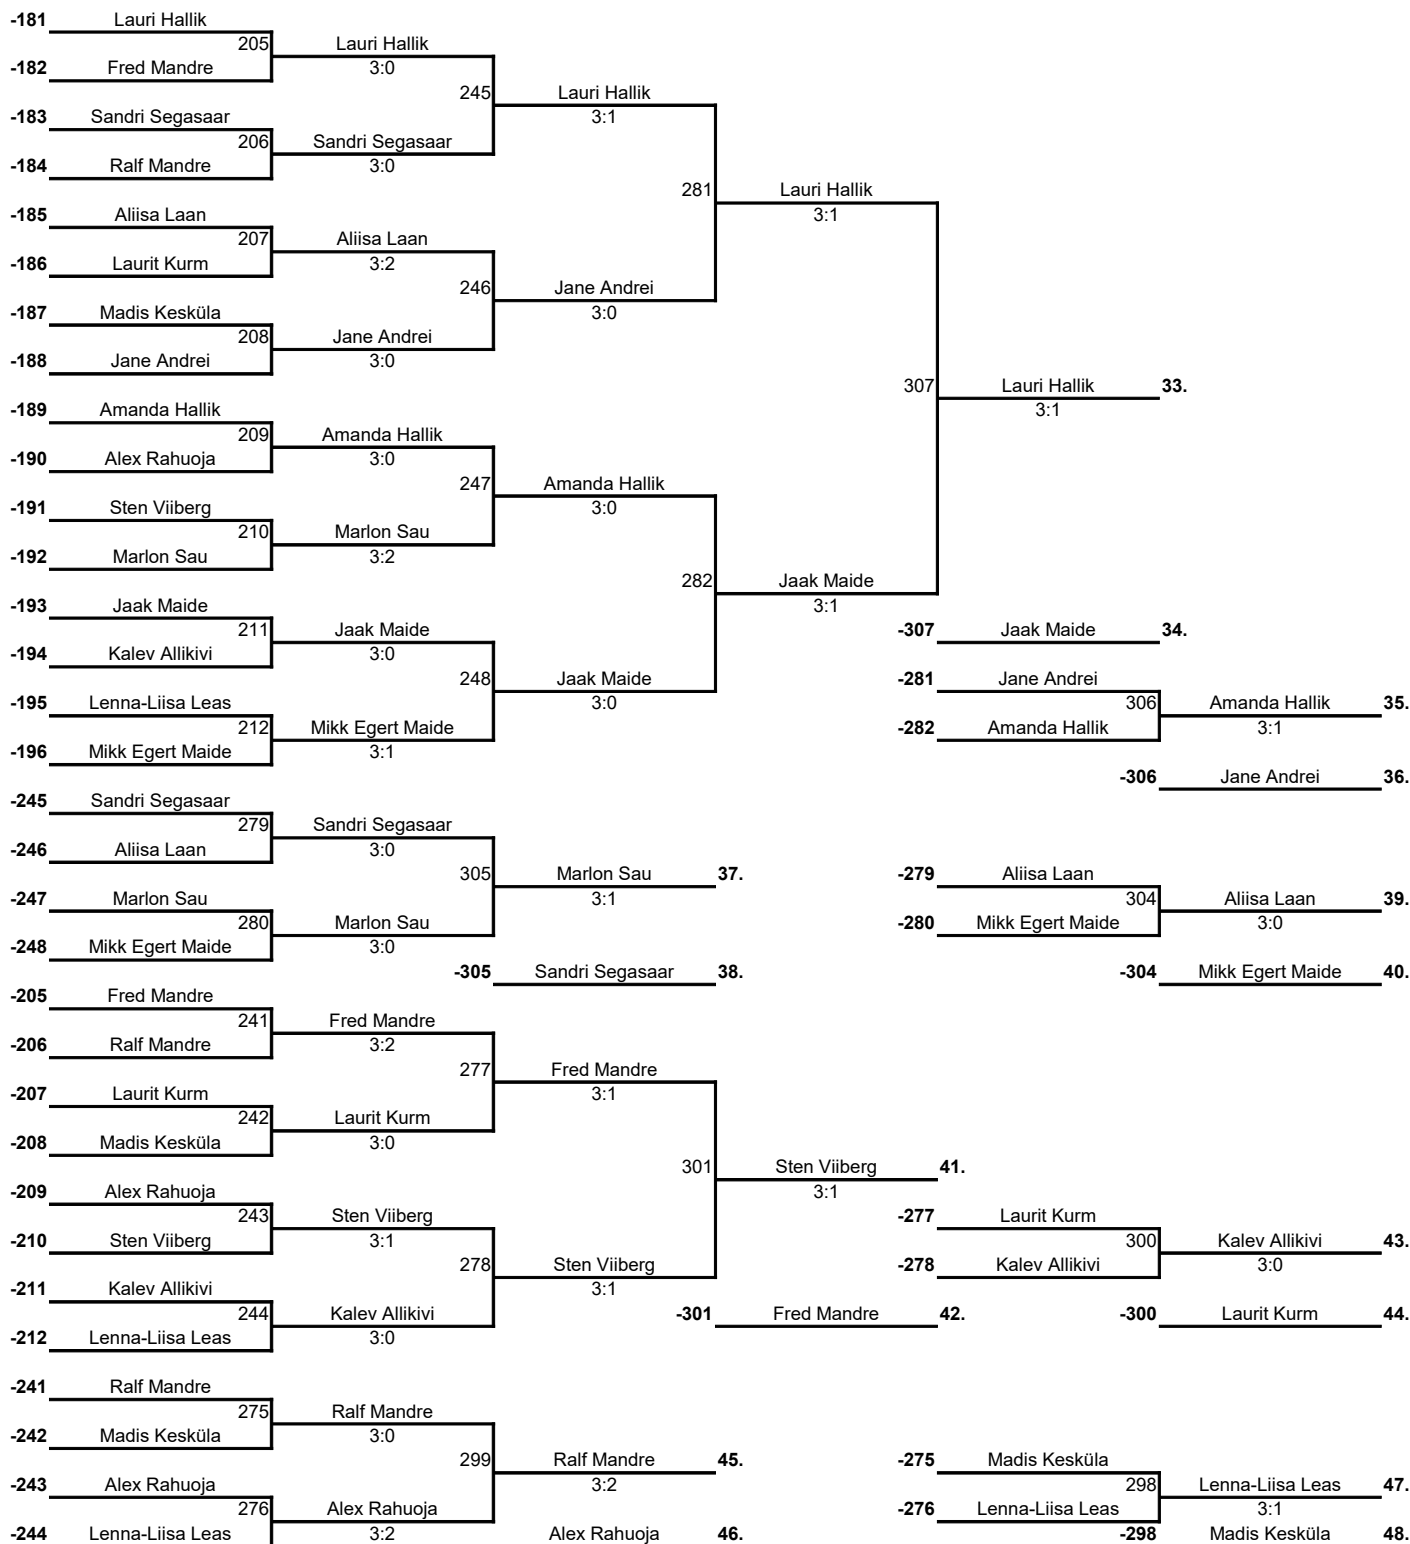 -181 Lauri Hallik
205 Lauri Hallik
-182 Fred Mandre 3:0
245 Lauri Hallik
-183 Sandri Segasaar 3:1
206 Sandri Segasaar
-184 Ralf Mandre 3:0
281 Lauri Hallik
-185 Aliisa Laan 3:1
207 Aliisa Laan
-186 Laurit Kurm 3:2
246 Jane Andrei
-187 Madis Kesküla 3:0
208 Jane Andrei
-188 Jane Andrei 3:0
307 Lauri Hallik 33.
-189 Amanda Hallik 3:1
209 Amanda Hallik
-190 Alex Rahuoja 3:0
247 Amanda Hallik
-191 Sten Viiberg 3:0
210 Marlon Sau
-192 Marlon Sau 3:2
282 Jaak Maide
-193 Jaak Maide 3:1
211 Jaak Maide -307 Jaak Maide 34.
-194 Kalev Allikivi 3:0
248 Jaak Maide -281 Jane Andrei
-195 Lenna-Liisa Leas 3:0 306 Amanda Hallik 35.
212 Mikk Egert Maide -282 Amanda Hallik 3:1
-196 Mikk Egert Maide 3:1
-306 Jane Andrei 36.
-245 Sandri Segasaar
279 Sandri Segasaar
-246 Aliisa Laan 3:0
305 Marlon Sau 37. -279 Aliisa Laan
-247 Marlon Sau 3:1 304 Aliisa Laan 39.
280 Marlon Sau -280 Mikk Egert Maide 3:0
-248 Mikk Egert Maide 3:0
-305 Sandri Segasaar 38. -304 Mikk Egert Maide 40.
-205 Fred Mandre
241 Fred Mandre
-206 Ralf Mandre 3:2
277 Fred Mandre
-207 Laurit Kurm 3:1
242 Laurit Kurm
-208 Madis Kesküla 3:0
301 Sten Viiberg 41.
-209 Alex Rahuoja 3:1
243 Sten Viiberg -277 Laurit Kurm
-210 Sten Viiberg 3:1 300 Kalev Allikivi 43.
278 Sten Viiberg -278 Kalev Allikivi 3:0
-211 Kalev Allikivi 3:1
244 Kalev Allikivi -301 Fred Mandre 42. -300 Laurit Kurm 44.
-212 Lenna-Liisa Leas 3:0
-241 Ralf Mandre
275 Ralf Mandre
-242 Madis Kesküla 3:0
299 Ralf Mandre 45. -275 Madis Kesküla
-243 Alex Rahuoja 3:2 298 Lenna-Liisa Leas 47.
276 Alex Rahuoja -276 Lenna-Liisa Leas 3:1
-244 Lenna-Liisa Leas 3:2 Alex Rahuoja 46. -298 Madis Kesküla 48.